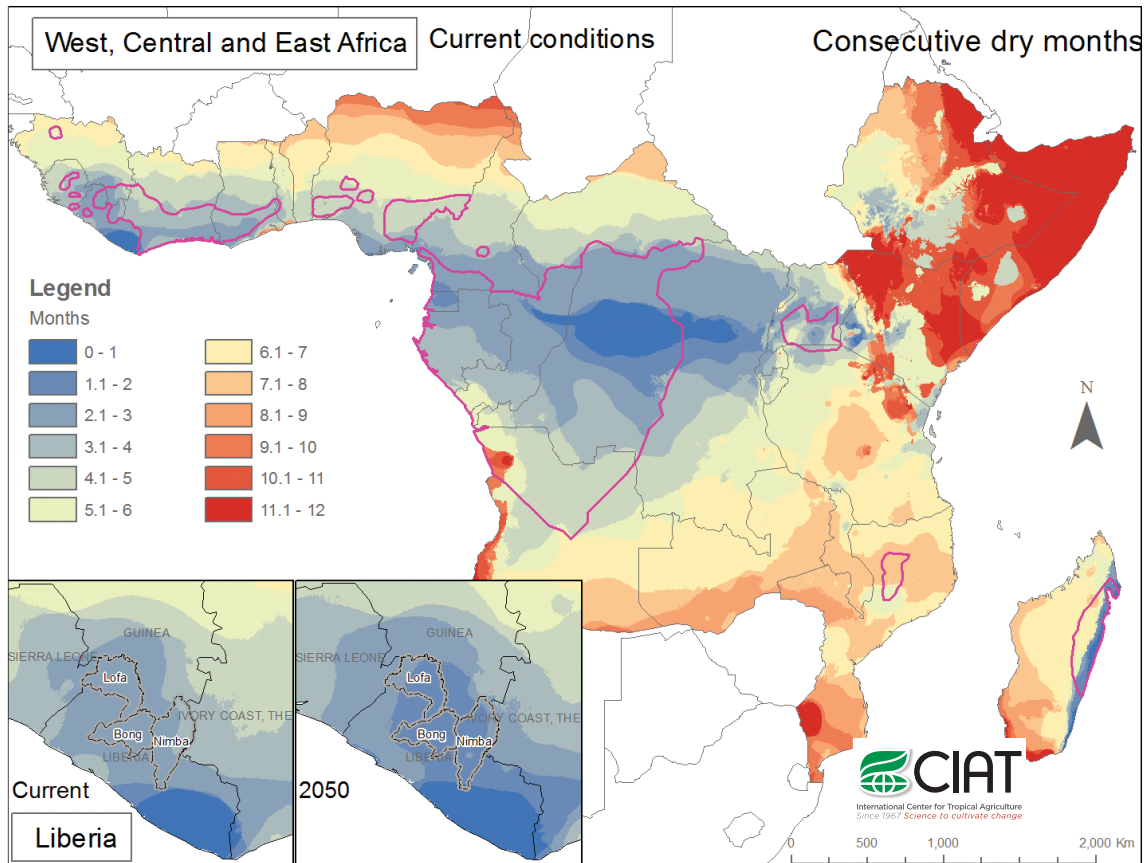 West, Central and East Africa
Current conditions
Consecutive dry months
Legend
Months
0 - 1
1.1 - 2
2.1 - 3
3.1 - 4
4.1 - 5
5.1 - 6
6.1 - 7
7.1 - 8
8.1 - 9
9.1 - 10
10.1 - 11
11.1 - 12
N
GUINEA
SIERRA LEONE
Lofa
IVORY COAST, THE
Bong
Nimba
LIBERIA
Current
Liberia
GUINEA
SIERRA LEONE
Lofa
IVORY COAST, THE
Bong
Nimba
LIBERIA
2050
CIAT
International Center for Tropical Agriculture
Since 1967 Science to cultivate change
0 500 1,000 2,000 Km